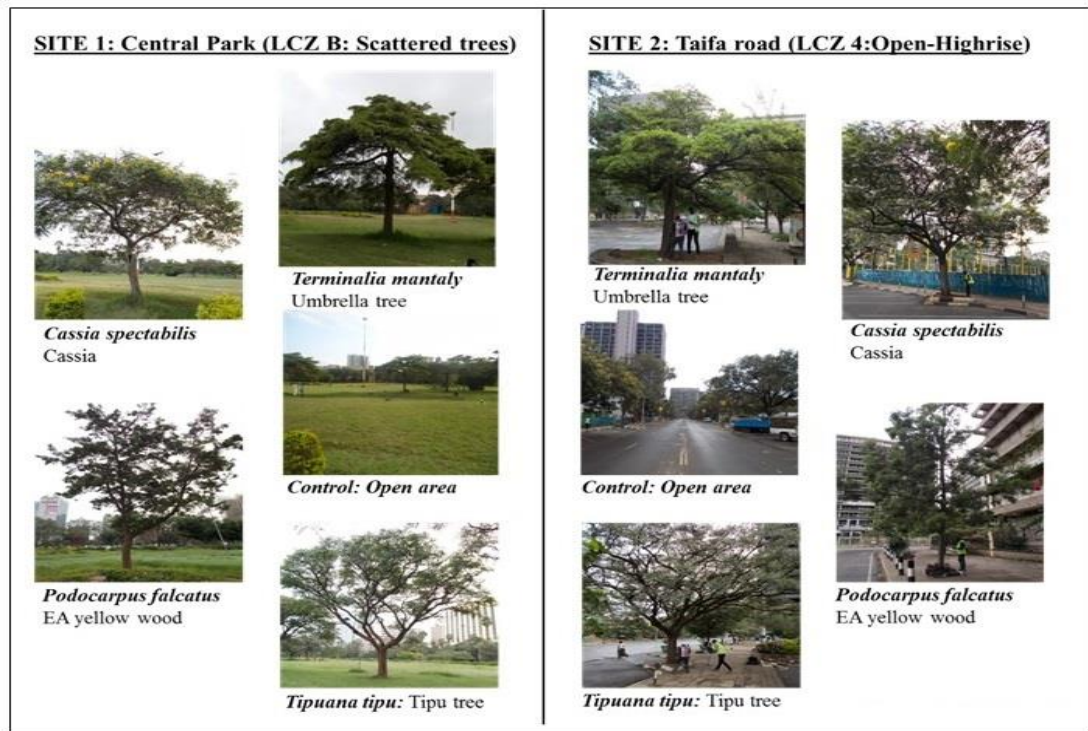 SITE 1: Central Park (LCZ B: Scattered trees)
Cassia spectabilis
Cassia
Terminalia mantaly
Umbrella tree
Control: Open area
Podocarpus falcatus
EA yellow wood
Tipuana tipu: Tipu tree
SITE 2: Taifa road (LCZ 4:Open-Highrise)
Terminalia mantaly
Umbrella tree
Cassia spectabilis
Cassia
Control: Open area
Podocarpus falcatus
EA yellow wood
Tipuana tipu: Tipu tree